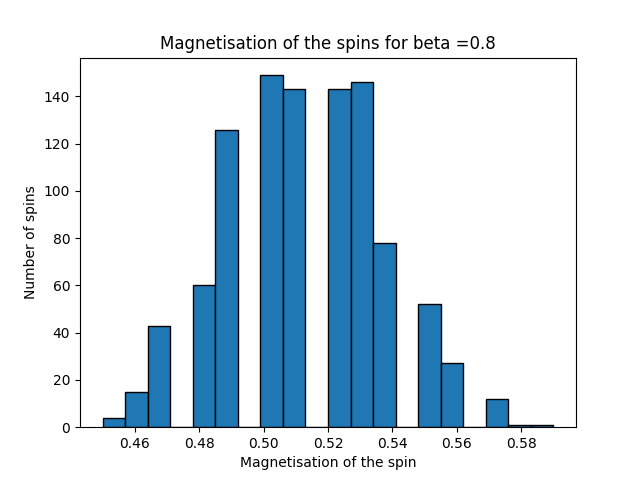 Magnetisation of the spins for beta =0.8
Number of spins
140
120
100
80
60
40
20
0
0.46 0.48 0.50 0.52 0.54 0.56 0.58
Magnetisation of the spin